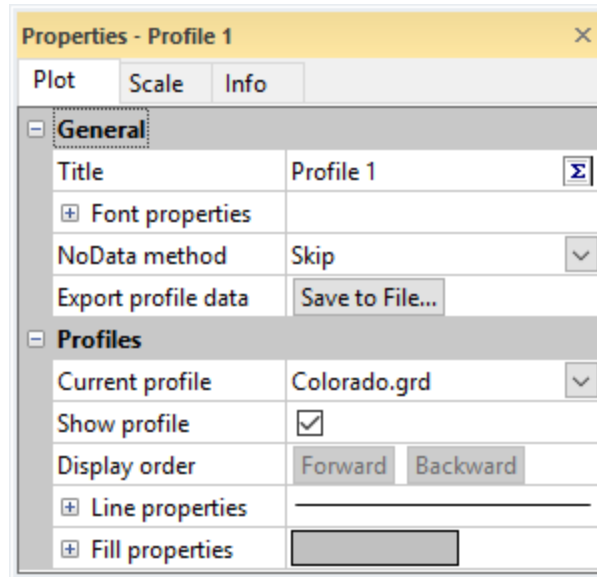 Properties - Profile 1
Plot Scale Info
General
Title Profile 1 Σ
Font properties
NoData method Skip
Export profile data Save to File...
Profiles
Current profile Colorado.grd
Show profile
Display order Forward Backward
Line properties
Fill properties